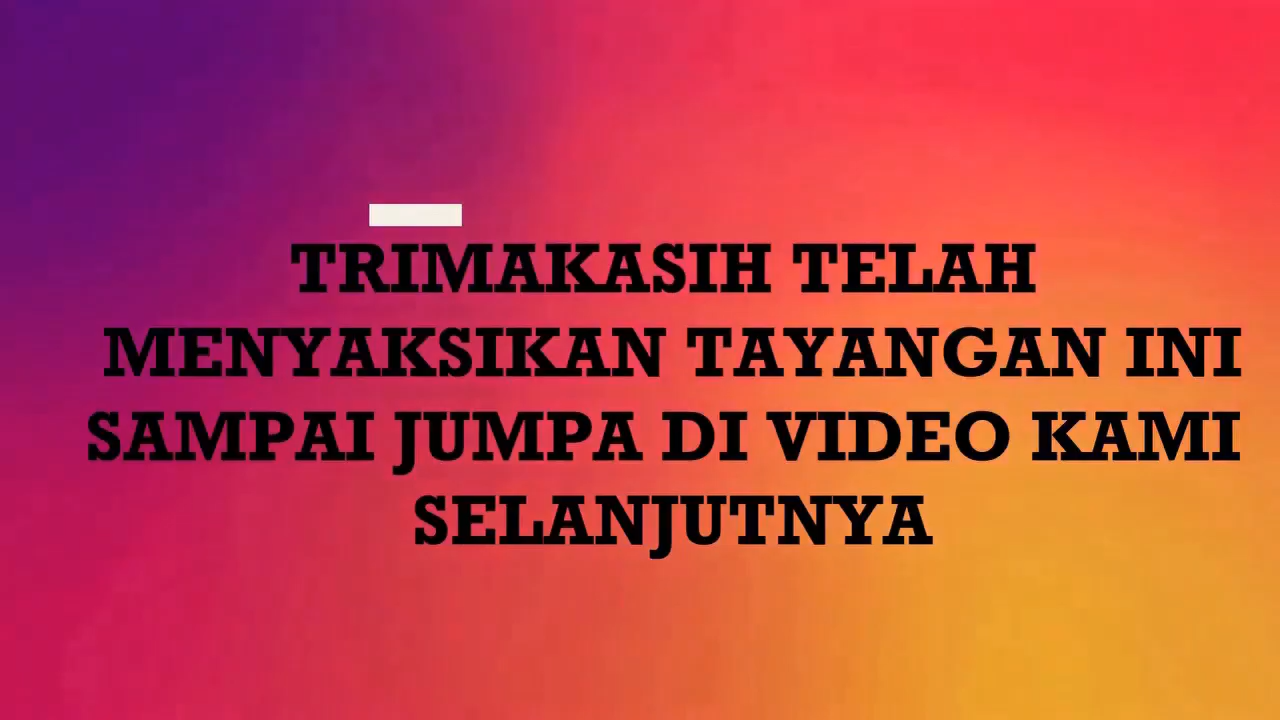 TRIMAKASIH TELAH
MENYAKSIKAN TAYANGAN INI
SAMPAI JUMPA DI VIDEO KAMI
SELANJUTNYA